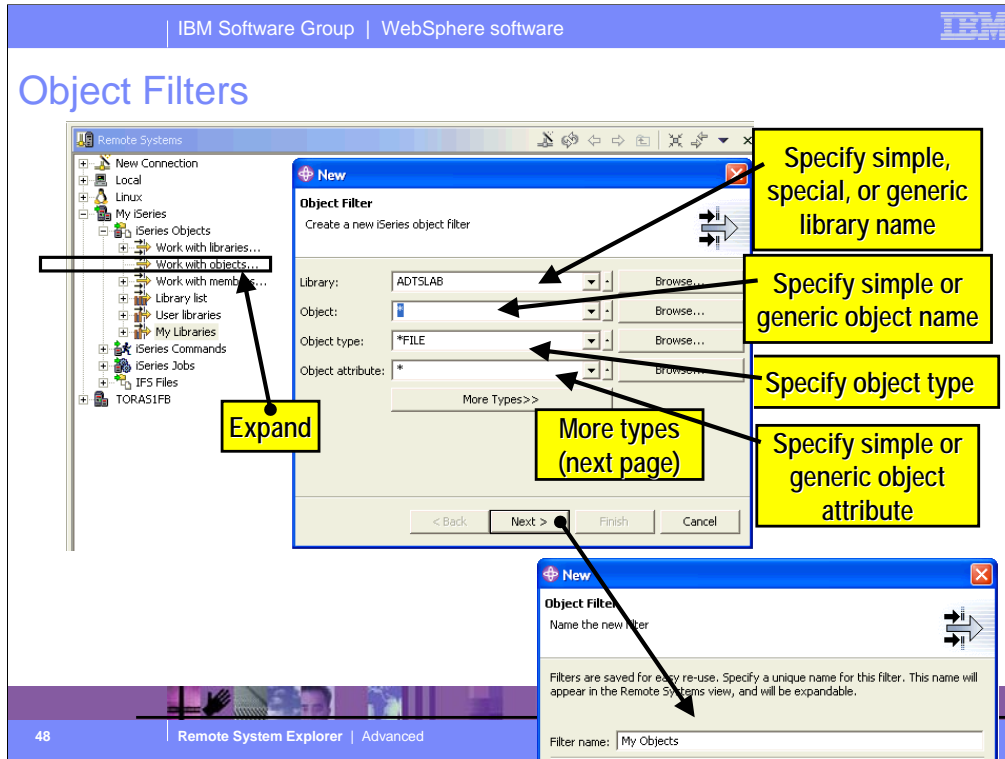 IBM Software Group | WebSphere software
IBM
Object Filters
Remote Systems
New Connection
Local
Linux
My iSeries
iSeries Objects
Work with libraries...
Work with objects...
Work with members...
Library list
User libraries
My Libraries
iSeries Commands
iSeries Jobs
IFS Files
TORAS1FB
Expand
New
Object Filter
Create a new iSeries object filter
Library: ADTSLAB Browse...
Object: * Browse...
Object type: *FILE Browse...
Object attribute: * Browse...
More Types>>
< Back Next > Finish Cancel
Specify simple,
special, or generic
library name
Specify simple or
generic object name
Specify object type
More types
(next page)
Specify simple or
generic object
attribute
New
Object Filter
Name the new filter
Filters are saved for easy re-use. Specify a unique name for this filter. This name will
appear in the Remote Systems view, and will be expandable.
Filter name: My Objects
48
Remote System Explorer | Advanced